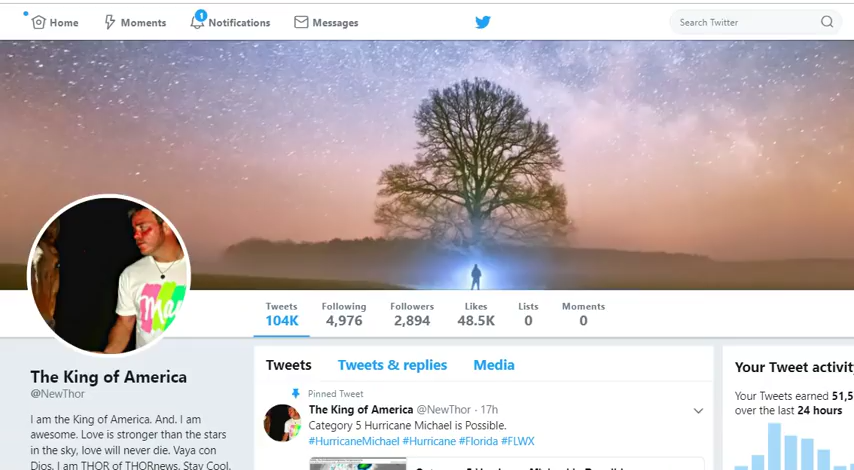 Home
Moments
1
Notifications
Messages
Search Twitter
Tweets
104K
Following
4,976
Followers
2,894
Likes
48.5K
Lists
0
Moments
0
The King of America
@NewThor
I am the King of America. And. I am
awesome. Love is stronger than the stars
in the sky, love will never die. Vaya con
Dios. I am THOR of THORnews. Stay Cool.
Tweets
Tweets & replies
Media
Pinned Tweet
The King of America @NewThor · 17h
Category 5 Hurricane Michael is Possible.
#HurricaneMichael #Hurricane #Florida #FLWX
Your Tweet activity
Your Tweets earned 51,5
over the last 24 hours